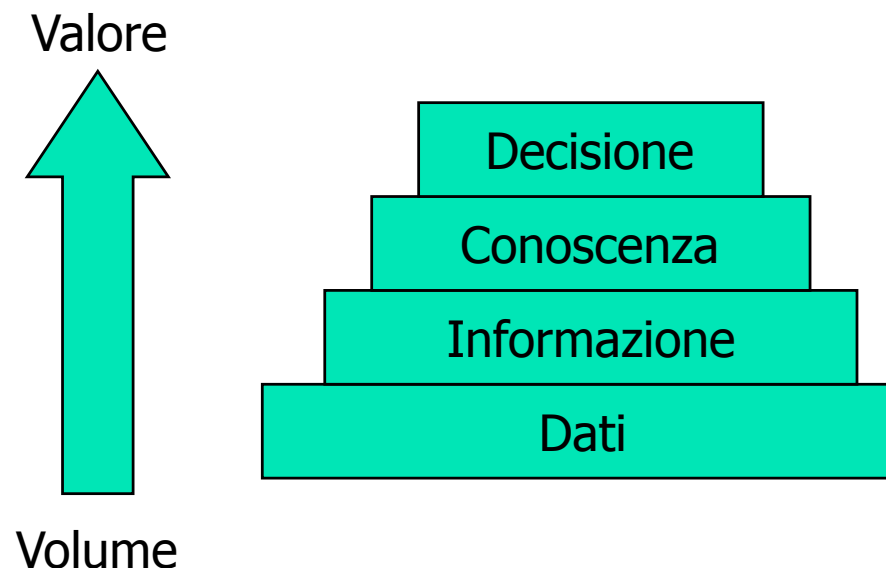 Valore
Decisione
Conoscenza
Informazione
Dati
Volume